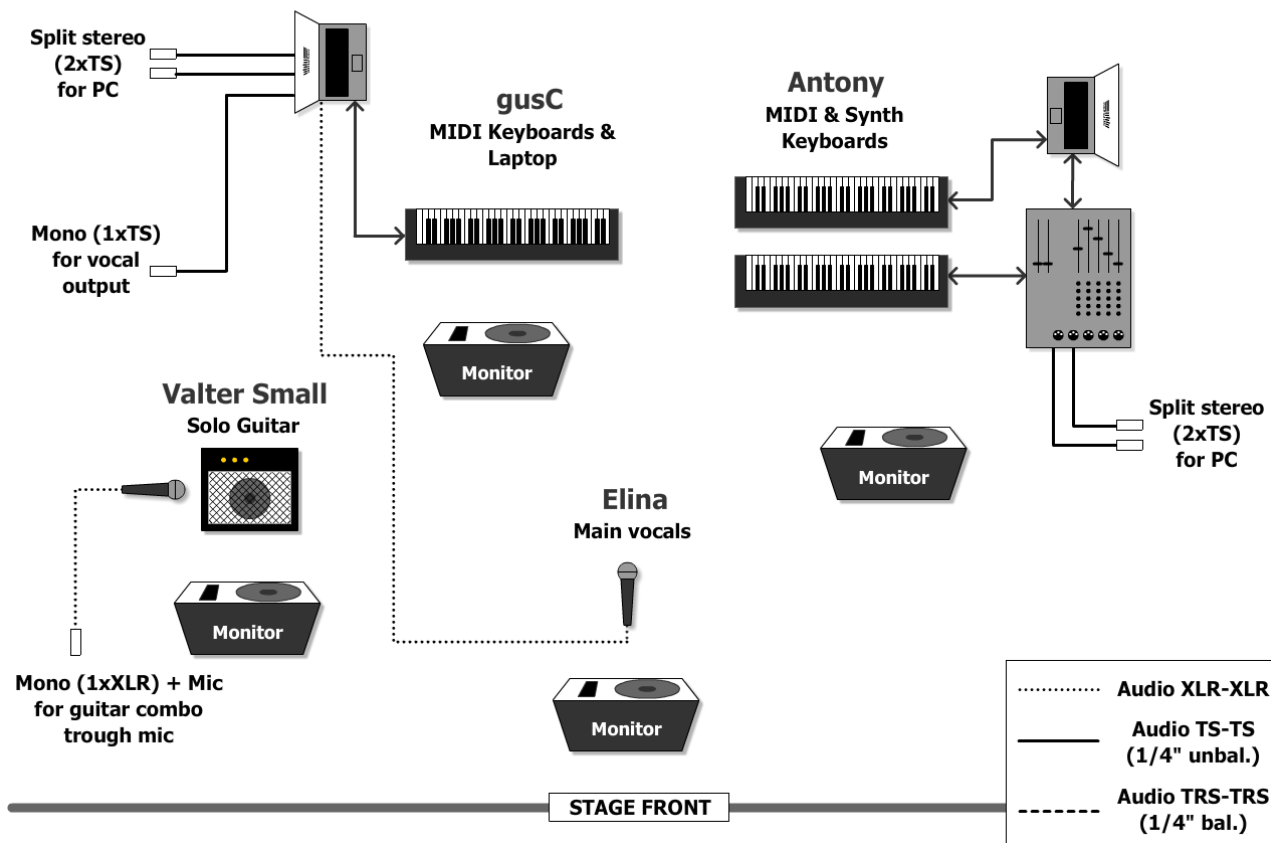 Split stereo
(2xTS)
for PC
gusC
MIDI Keyboards &
Laptop
Antony
MIDI & Synth
Keyboards
Mono (1xTS)
for vocal
output
Monitor
Valter Small
Solo Guitar
Split stereo
(2xTS)
for PC
Monitor
Elina
Main vocals
Monitor
Mono (1xXLR) + Mic
for guitar combo
trough mic
Monitor
Audio XLR-XLR
Audio TS-TS
(1/4" unbal.)
Audio TRS-TRS
(1/4" bal.)
STAGE FRONT